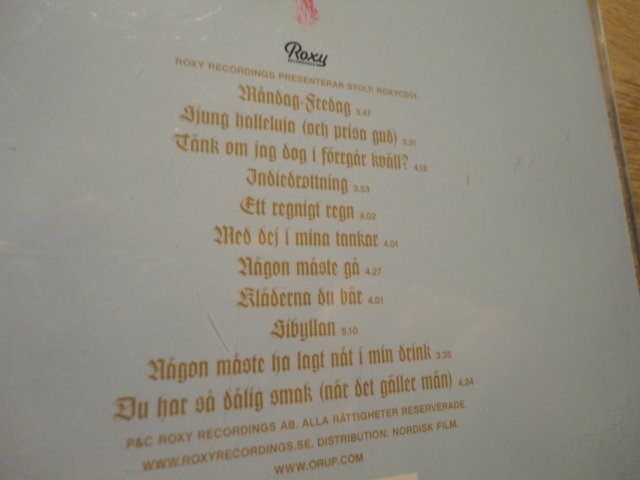 Roxy
RECORDINGS
ROXY RECORDINGS PRESENTERAR STOLT: ROXYCD01.
Måndag-Fredag 3.47
Sjung halleluja (och prisa gud) 3.31
Tänk om jag dog i förrgår kväll? 4.12
Indiedrottning 3.53
Ett regnigt regn 4.02
Med dej i mina tankar 4.01
Någon måste gå 4.27
Kläderna du bär 4.01
Sibyllan 5.10
Någon måste ha lagt nåt i min drink 3.35
Du har så dålig smak (när det gäller män) 4.24
P&C ROXY RECORDINGS AB. ALLA RÄTTIGHETER RESERVERADE.
WWW.ROXYRECORDINGS.SE. DISTRIBUTION: NORDISK FILM.
WWW.ORUP.COM